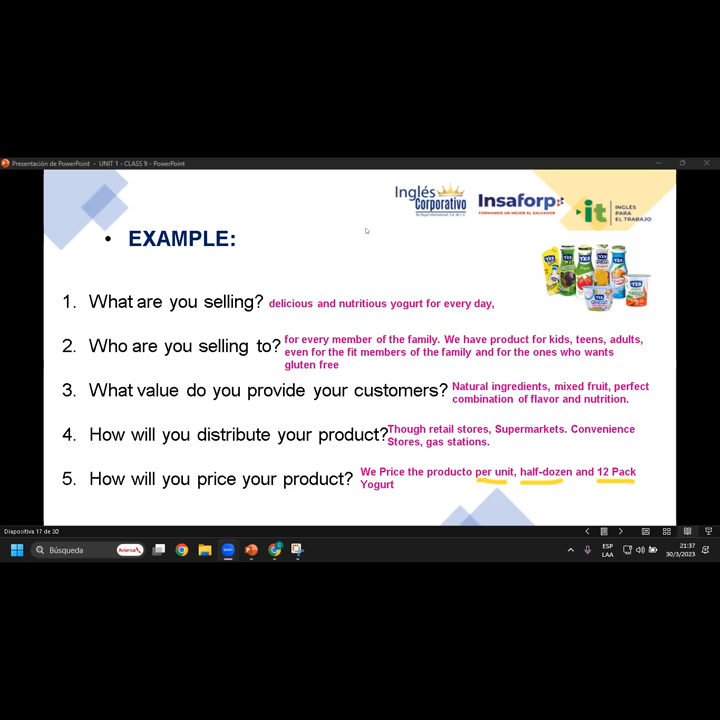 Presentación de PowerPoint - UNIT 1 - CLASS 9 - PowerPoint
Inglés
Corporativo
Insaforp
FORMANDO UN MEJOR EL SALVADOR
it
INGLÉS
PARA
EL TRABAJO
• EXAMPLE:
YES
1. What are you selling? delicious and nutritious yogurt for every day,
2. Who are you selling to? for every member of the family. We have product for kids, teens, adults,
even for the fit members of the family and for the ones who wants
gluten free
3. What value do you provide your customers? Natural ingredients, mixed fruit, perfect
combination of flavor and nutrition.
4. How will you distribute your product? Though retail stores, Supermarkets. Convenience
Stores, gas stations.
5. How will you price your product? We Price the producto per unit, half-dozen and 12 Pack
Yogurt
Diapositiva 17 de 20
Búsqueda
Avianca
zoom
ESP
LAA
21:37
30/3/2023